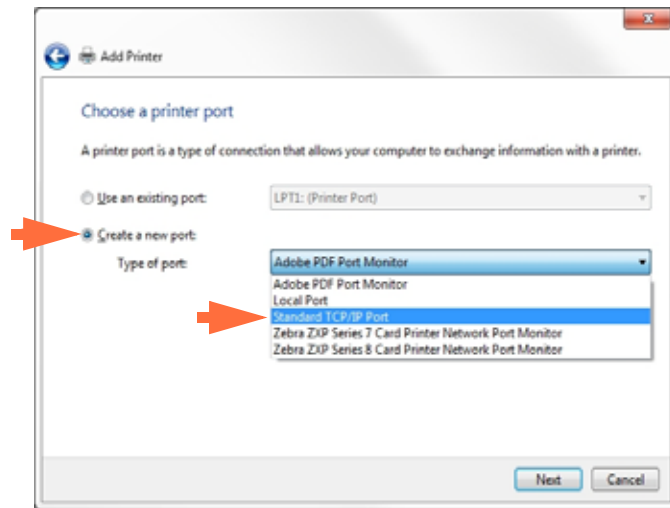 Add Printer
Choose a printer port
A printer port is a type of connection that allows your computer to exchange information with a printer.
Use an existing port: LPT1: (Printer Port)
Create a new port:
Type of port: Adobe PDF Port Monitor
Adobe PDF Port Monitor
Local Port
Standard TCP/IP Port
Zebra ZXP Series 7 Card Printer Network Port Monitor
Zebra ZXP Series 8 Card Printer Network Port Monitor
Next Cancel